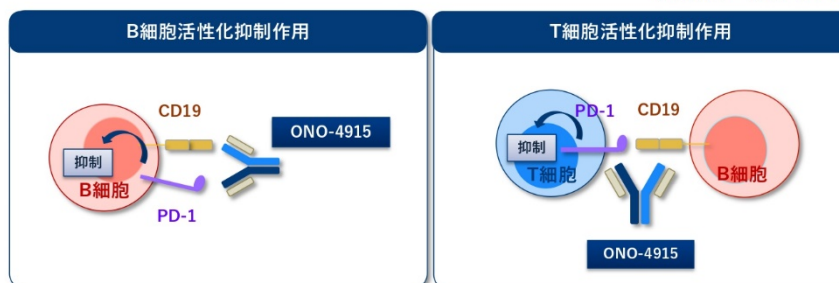 B細胞活性化抑制作用
CD19
ONO-4915
抑制
B細胞
PD-1
T細胞活性化抑制作用
PD-1
CD19
抑制
T細胞
B細胞
ONO-4915